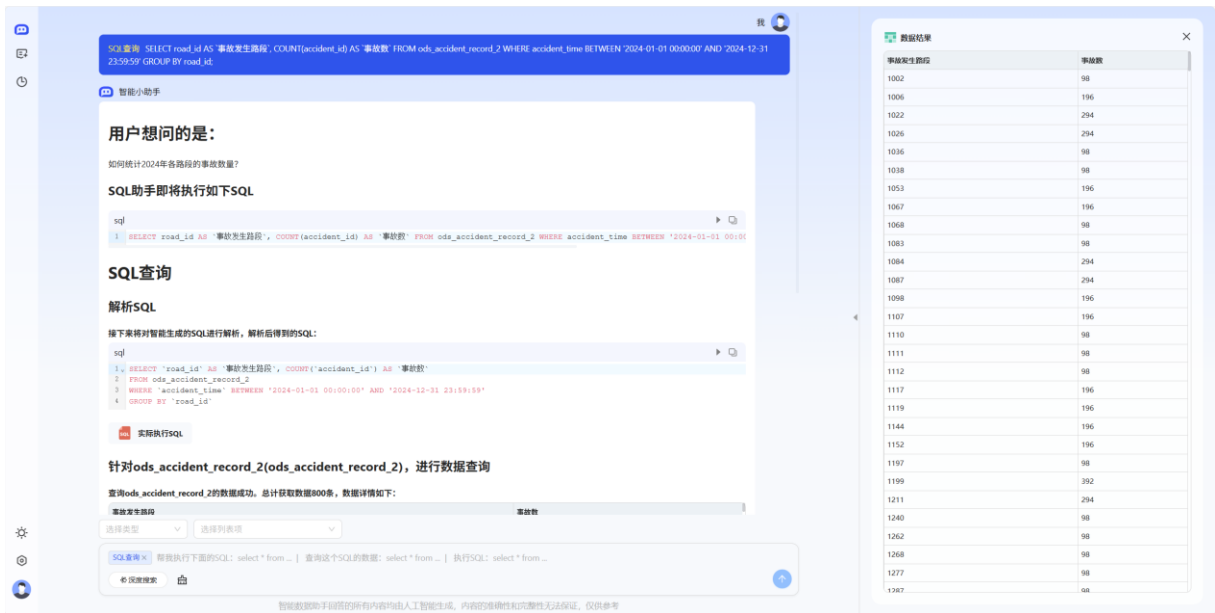 我
SQL查询 SELECT road_id AS `事故发生路段`, COUNT(accident_id) AS `事故数` FROM ods_accident_record_2 WHERE accident_time BETWEEN '2024-01-01 00:00:00' AND '2024-12-31
23:59:59' GROUP BY road_id;
智能小助手
用户想问的是：
如何统计2024年各路段的事故数量?
SQL助手即将执行如下SQL
sql
1 SELECT road_id AS `事故发生路段`, COUNT(accident_id) AS `事故数` FROM ods_accident_record_2 WHERE accident_time BETWEEN '2024-01-01 00:00
SQL查询
解析SQL
接下来将对智能生成的SQL进行解析，解析后得到的SQL：
sql
1 SELECT `road_id` AS `事故发生路段`, COUNT(`accident_id`) AS `事故数`
2 FROM ods_accident_record_2
3 WHERE `accident_time` BETWEEN '2024-01-01 00:00:00' AND '2024-12-31 23:59:59'
4 GROUP BY `road_id`
SQL 实际执行SQL
针对ods_accident_record_2(ods_accident_record_2)，进行数据查询
查询ods_accident_record_2的数据成功。总计获取数据800条，数据详情如下：
事故发生路段 事故数
选择类型 选择列表项
SQL查询 × 帮我执行下面的SQL：select * from ... | 查询这个SQL的数据：select * from ... | 执行SQL：select * from ...
深度搜索
智能数据助手回答的所有内容均由人工智能生成，内容的准确性和完整性无法保证，仅供参考
数据结果
事故发生路段 事故数
1002 98
1006 196
1022 294
1026 294
1036 98
1038 98
1053 196
1067 196
1068 98
1083 98
1084 294
1087 294
1098 196
1107 196
1110 98
1111 98
1112 98
1117 196
1119 196
1144 196
1152 196
1197 98
1199 392
1211 294
1240 98
1262 98
1268 98
1277 98
1287 98